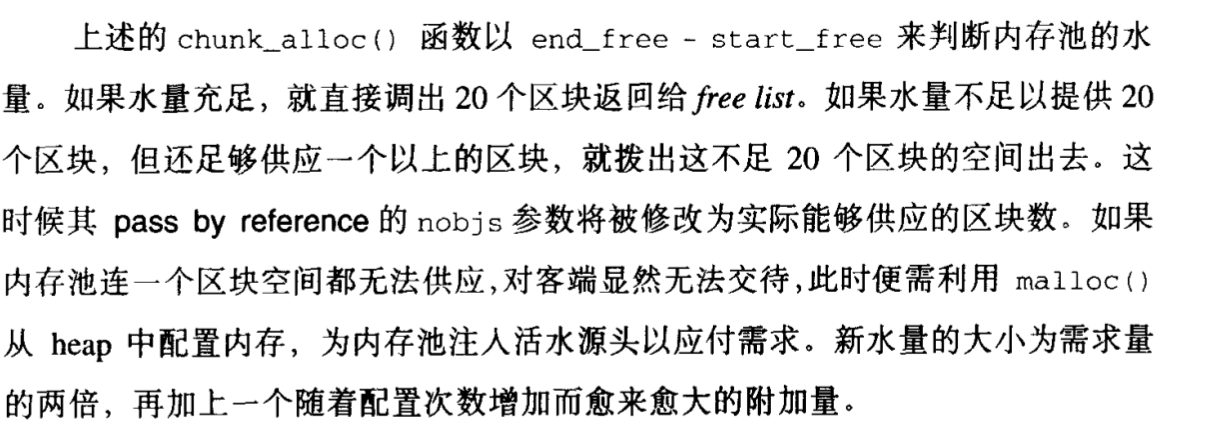 上述的 chunk_alloc() 函数以 end_free - start_free 来判断内存池的水
量。如果水量充足，就直接调出 20 个区块返回给 free list。如果水量不足以提供 20
个区块，但还足够供应一个以上的区块，就拨出这不足 20 个区块的空间出去。这
时候其 pass by reference 的 nobjs 参数将被修改为实际能够供应的区块数。如果
内存池连一个区块空间都无法供应,对客端显然无法交待,此时便需利用 malloc()
从 heap 中配置内存，为内存池注入活水源头以应付需求。新水量的大小为需求量
的两倍，再加上一个随着配置次数增加而愈来愈大的附加量。